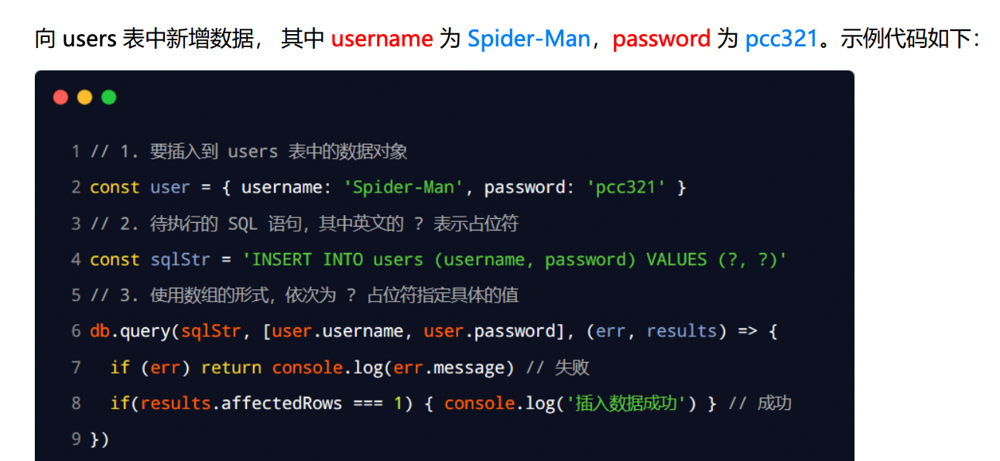 向 users 表中新增数据， 其中 username 为 Spider-Man，password 为 pcc321。示例代码如下：
1 // 1. 要插入到 users 表中的数据对象
2 const user = { username: 'Spider-Man', password: 'pcc321' }
3 // 2. 待执行的 SQL 语句，其中英文的 ? 表示占位符
4 const sqlStr = 'INSERT INTO users (username, password) VALUES (?, ?)'
5 // 3. 使用数组的形式，依次为 ? 占位符指定具体的值
6 db.query(sqlStr, [user.username, user.password], (err, results) => {
7   if (err) return console.log(err.message) // 失败
8   if(results.affectedRows === 1) { console.log('插入数据成功') } // 成功
9 })